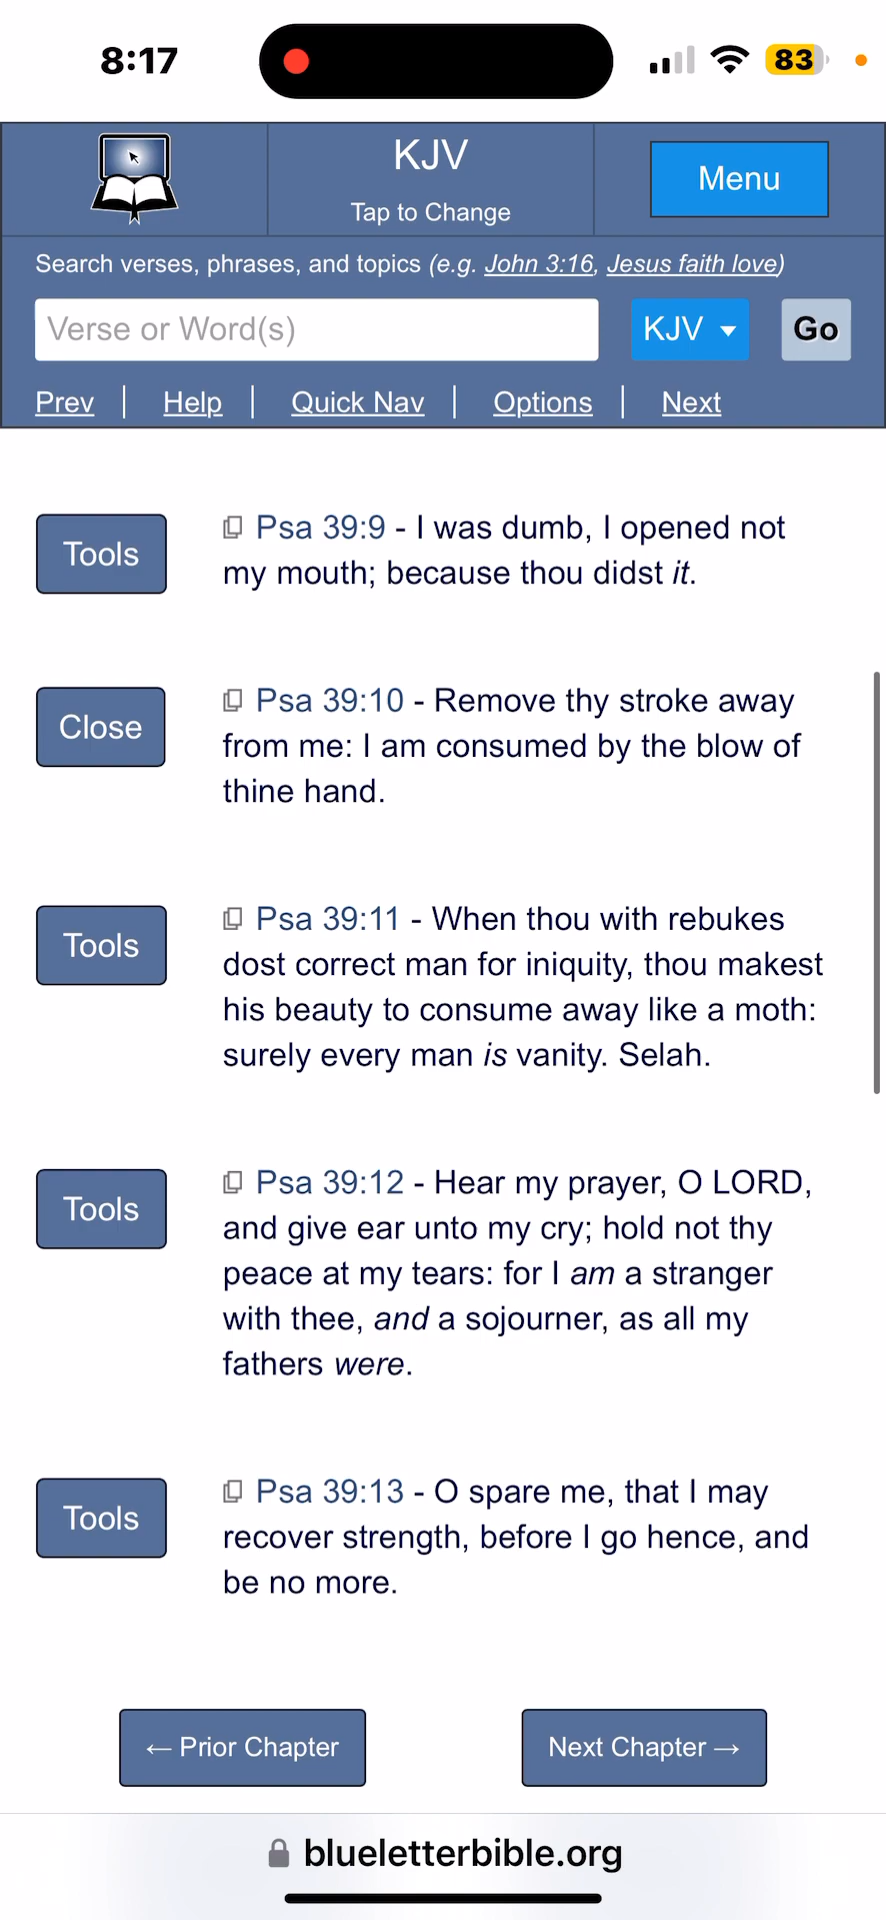 8:17
83
KJV
Tap to Change
Menu
Search verses, phrases, and topics (e.g. John 3:16, Jesus faith love)
Verse or Word(s)
KJV
Go
Prev | Help | Quick Nav | Options | Next
Tools
Psa 39:9 - I was dumb, I opened not
my mouth; because thou didst it.
Close
Psa 39:10 - Remove thy stroke away
from me: I am consumed by the blow of
thine hand.
Tools
Psa 39:11 - When thou with rebukes
dost correct man for iniquity, thou makest
his beauty to consume away like a moth:
surely every man is vanity. Selah.
Tools
Psa 39:12 - Hear my prayer, O LORD,
and give ear unto my cry; hold not thy
peace at my tears: for I am a stranger
with thee, and a sojourner, as all my
fathers were.
Tools
Psa 39:13 - O spare me, that I may
recover strength, before I go hence, and
be no more.
← Prior Chapter
Next Chapter →
blueletterbible.org